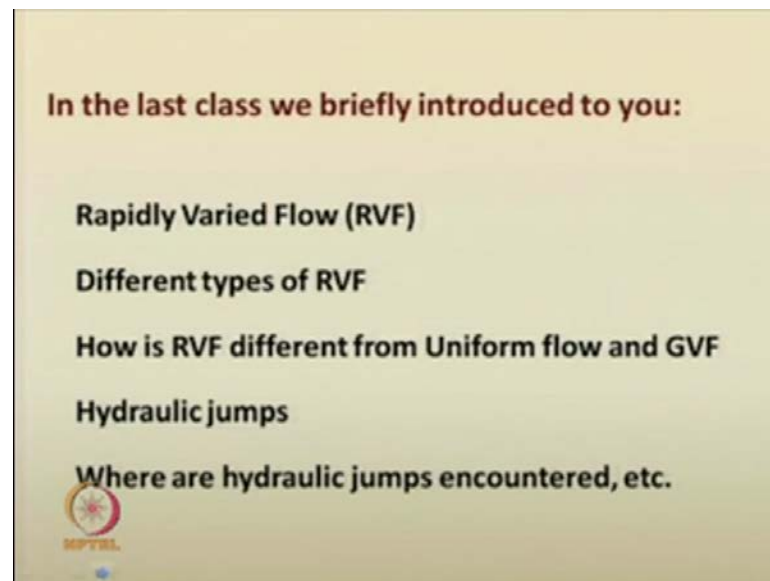 In the last class we briefly introduced to you:
Rapidly Varied Flow (RVF)
Different types of RVF
How is RVF different from Uniform flow and GVF
Hydraulic jumps
Where are hydraulic jumps encountered, etc.
NPTEL